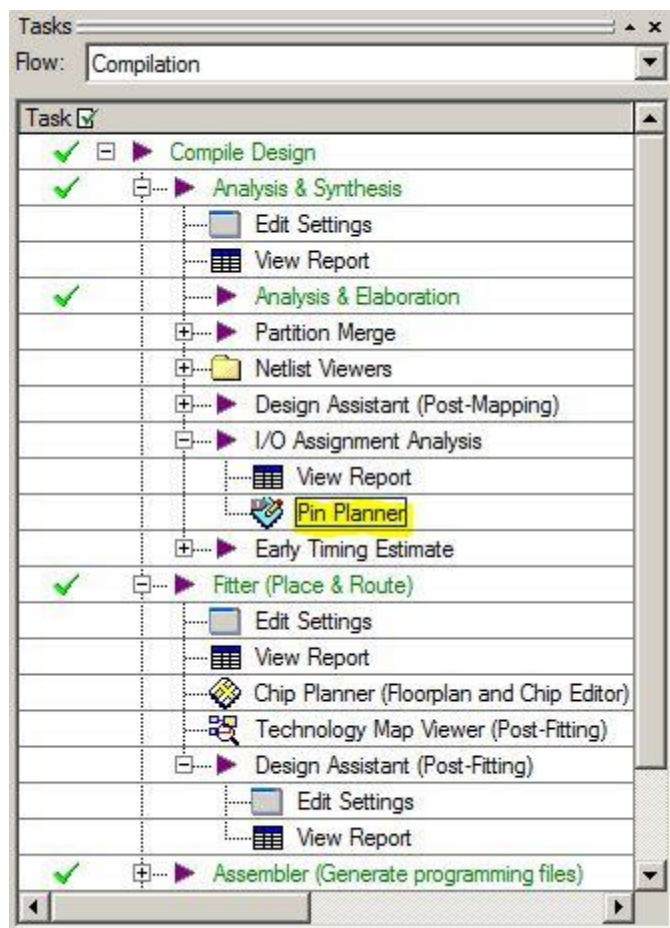 Tasks
Flow: Compilation
Task
Compile Design
Analysis & Synthesis
Edit Settings
View Report
Analysis & Elaboration
Partition Merge
Netlist Viewers
Design Assistant (Post-Mapping)
I/O Assignment Analysis
View Report
Pin Planner
Early Timing Estimate
Fitter (Place & Route)
Edit Settings
View Report
Chip Planner (Floorplan and Chip Editor)
Technology Map Viewer (Post-Fitting)
Design Assistant (Post-Fitting)
Edit Settings
View Report
Assembler (Generate programming files)